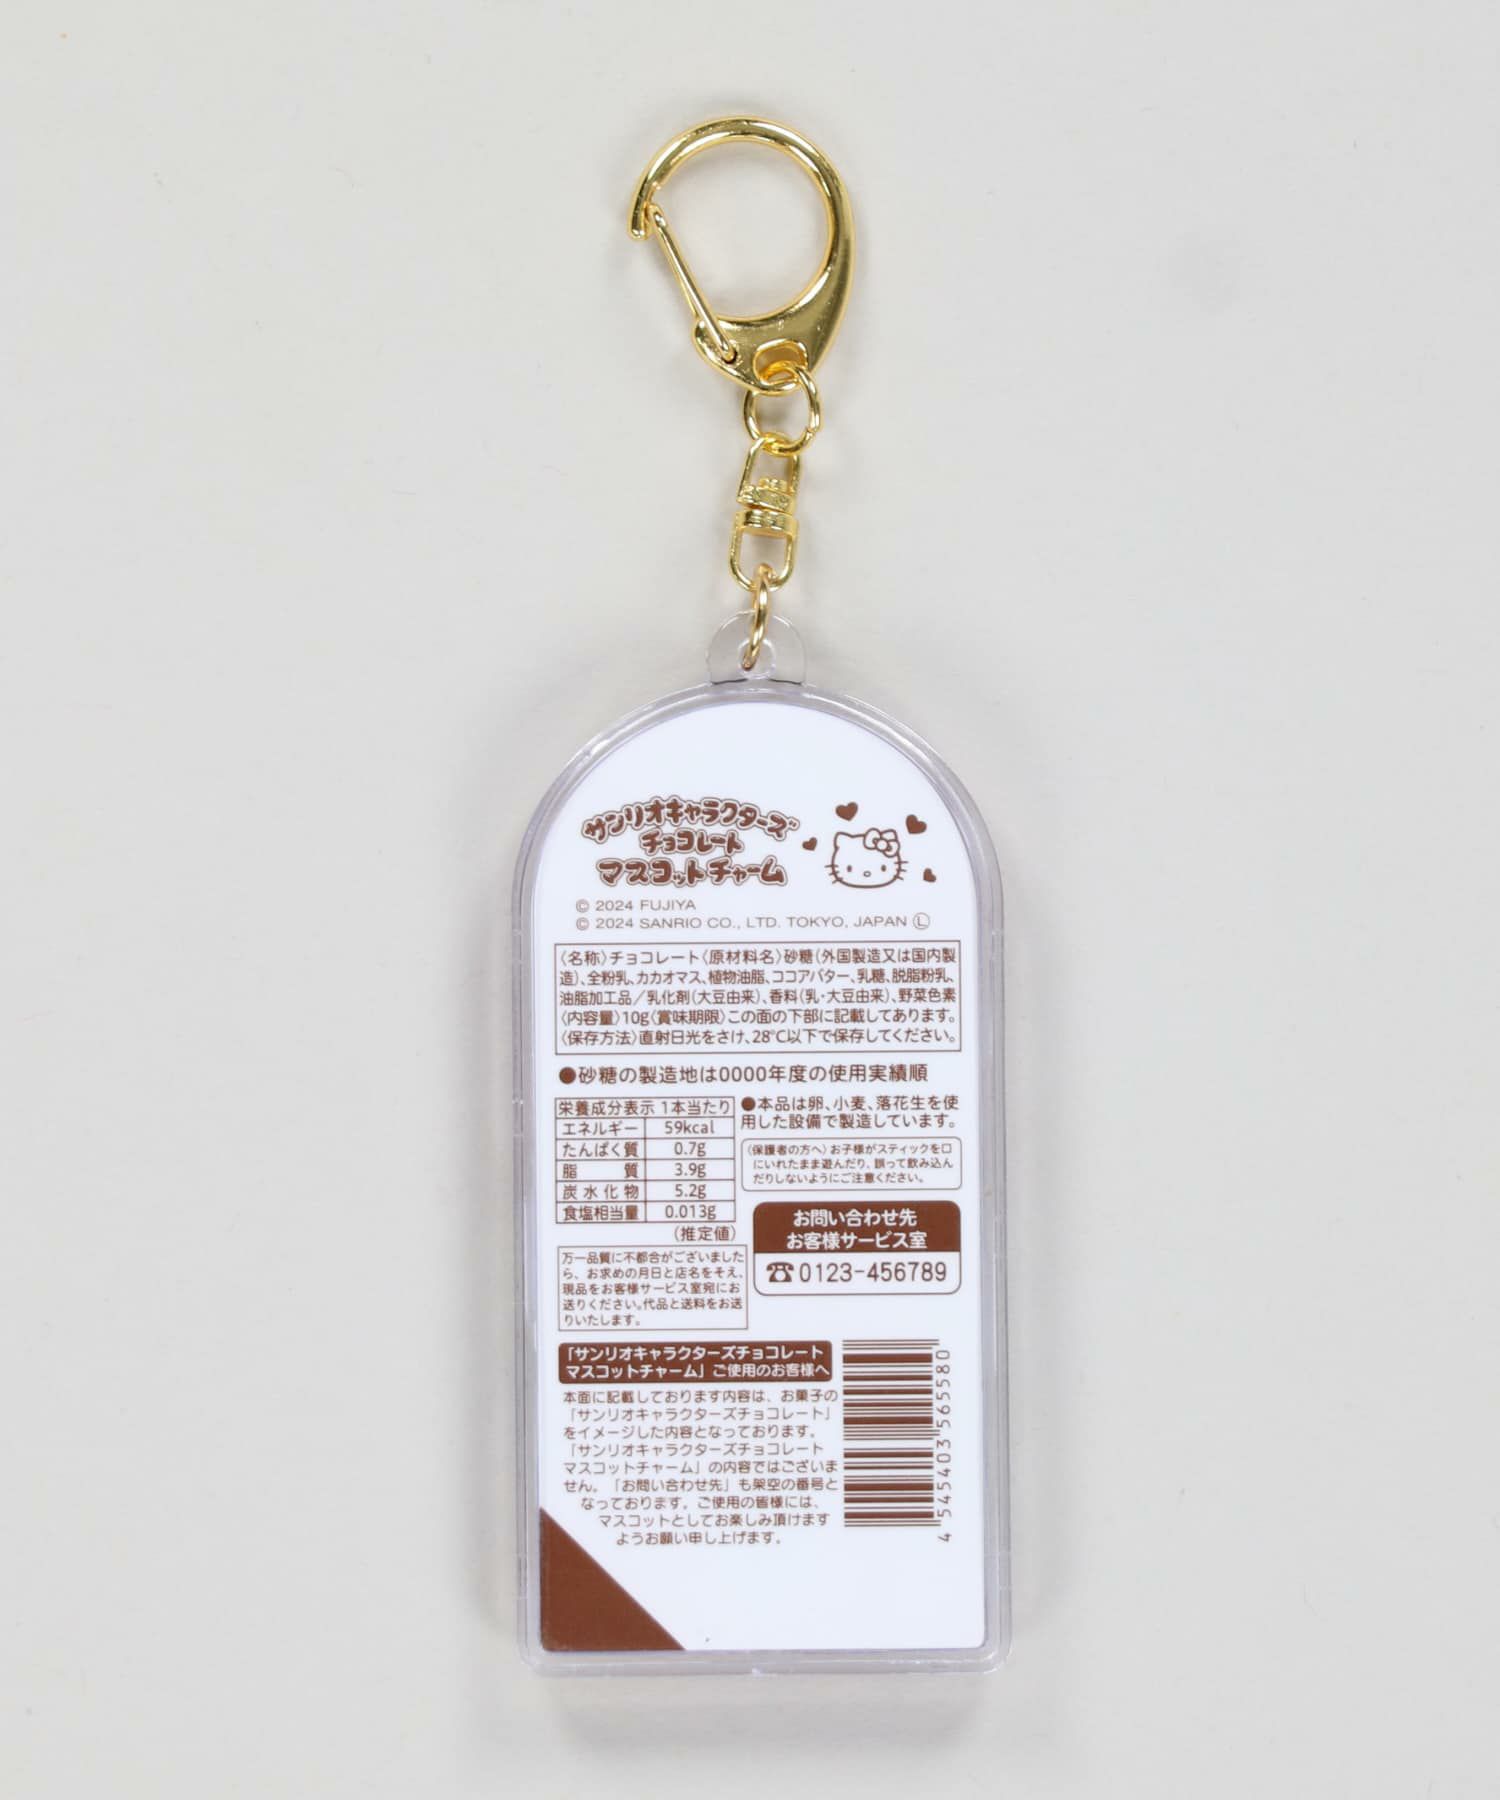 サンリオキャラクターズ
チョコレート
マスコットチャーム
© 2024 FUJIYA
© 2024 SANRIO CO., LTD. TOKYO, JAPAN Ⓛ
〈名称〉チョコレート〈原材料名〉砂糖(外国製造又は国内製
造)、全粉乳、カカオマス、植物油脂、ココアバター、乳糖、脱脂粉乳、
油脂加工品/乳化剤(大豆由来)、香料(乳・大豆由来)、野菜色素
〈内容量〉10g〈賞味期限〉この面の下部に記載してあります。
〈保存方法〉直射日光をさけ、28℃以下で保存してください。
●砂糖の製造地は0000年度の使用実績順
栄養成分表示 1本当たり
エネルギー 59kcal
たんぱく質 0.7g
脂質 3.9g
炭水化物 5.2g
食塩相当量 0.013g
(推定値)
●本品は卵、小麦、落花生を使
用した設備で製造しています。
〈保護者の方へ〉お子様がスティックを口
にいれたまま遊んだり、誤って飲み込ん
だりしないようにご注意ください。
お問い合わせ先
お客様サービス室
☎0123-456789
万一品質に不都合がございました
ら、お求めの月日と店名をそえ、
現品をお客様サービス室宛にお
送りください。代品と送料をお送
りいたします。
「サンリオキャラクターズチョコレート
マスコットチャーム」ご使用のお客様へ
本面に記載しております内容は、お菓子の
「サンリオキャラクターズチョコレート」
をイメージした内容となっております。
「サンリオキャラクターズチョコレート
マスコットチャーム」の内容ではございま
せん。「お問い合わせ先」も架空の番号と
なっております。ご使用の皆様には、
マスコットとしてお楽しみ頂けます
ようお願い申し上げます。
4 545403 565580